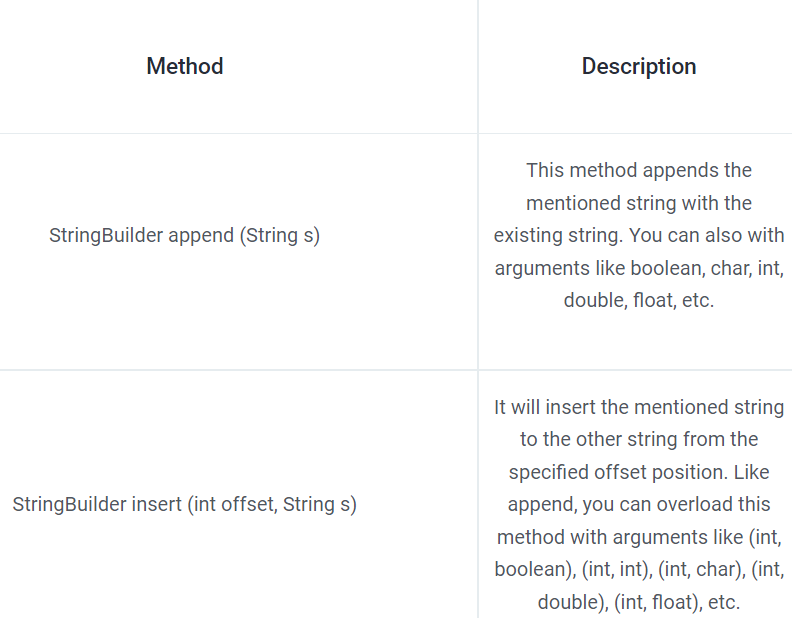 Method
Description
StringBuilder append (String s)
This method appends the
mentioned string with the
existing string. You can also with
arguments like boolean, char, int,
double, float, etc.
StringBuilder insert (int offset, String s)
It will insert the mentioned string
to the other string from the
specified offset position. Like
append, you can overload this
method with arguments like (int,
boolean), (int, int), (int, char), (int,
double), (int, float), etc.